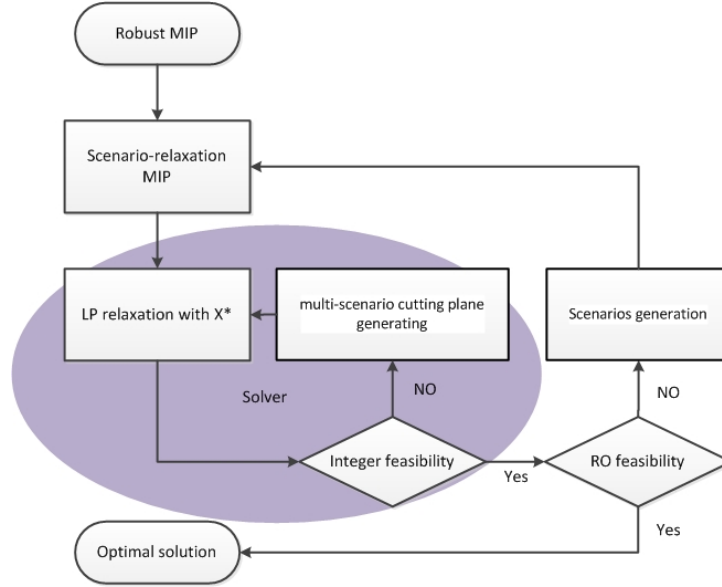 Robust MIP
Scenario-relaxation
MIP
LP relaxation with X*
multi-scenario cutting plane
generating
Scenarios generation
Solver
NO
NO
Integer feasibility
Yes
RO feasibility
Yes
Optimal solution